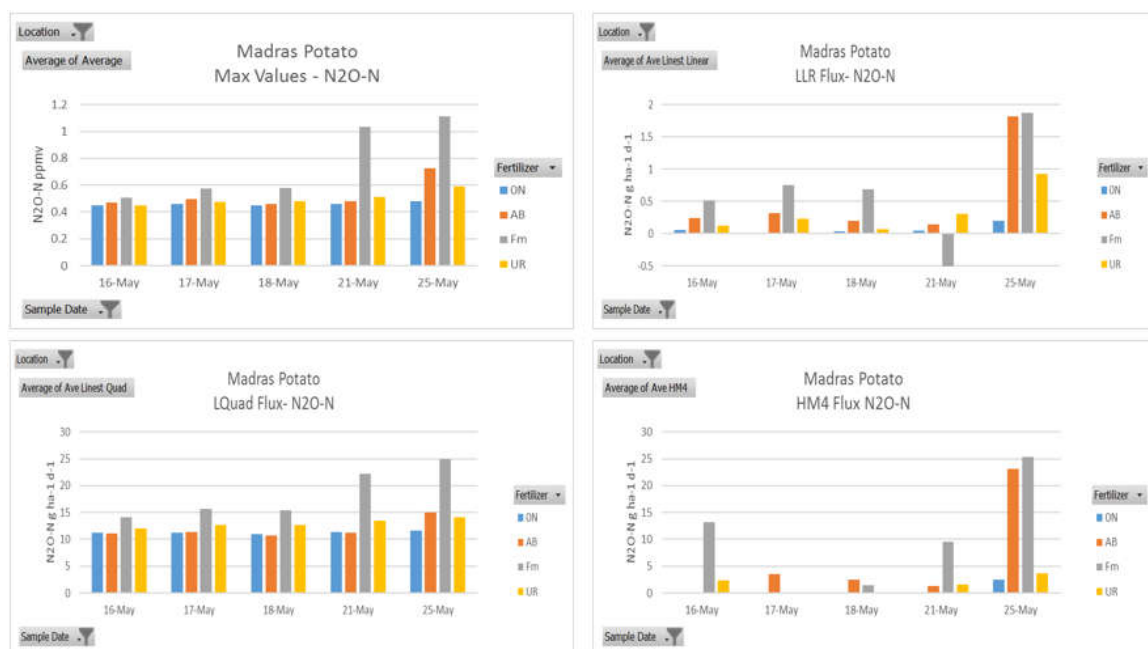 Location
Average of Average
Madras Potato
Max Values - N2O-N
N2O-N ppmv
1.2
1
0.8
0.6
0.4
0.2
0
16-May 17-May 18-May 21-May 25-May
Fertilizer
0N
AB
Fm
UR
Sample Date
Location
Average of Ave Linest Linear
Madras Potato
LLR Flux- N2O-N
N2O-N g ha-1 d-1
2
1.5
1
0.5
0
-0.5
16-May 17-May 18-May 21-May 25-May
Fertilizer
0N
AB
Fm
UR
Sample Date
Location
Average of Ave Linest Quad
Madras Potato
LQuad Flux- N2O-N
N2O-N g ha-1 d-1
30
25
20
15
10
5
0
16-May 17-May 18-May 21-May 25-May
Fertilizer
0N
AB
Fm
UR
Sample Date
Location
Average of Ave HM4
Madras Potato
HM4 Flux N2O-N
N2O-N g ha-1 d-1
30
25
20
15
10
5
0
16-May 17-May 18-May 21-May 25-May
Fertilizer
0N
AB
Fm
UR
Sample Date